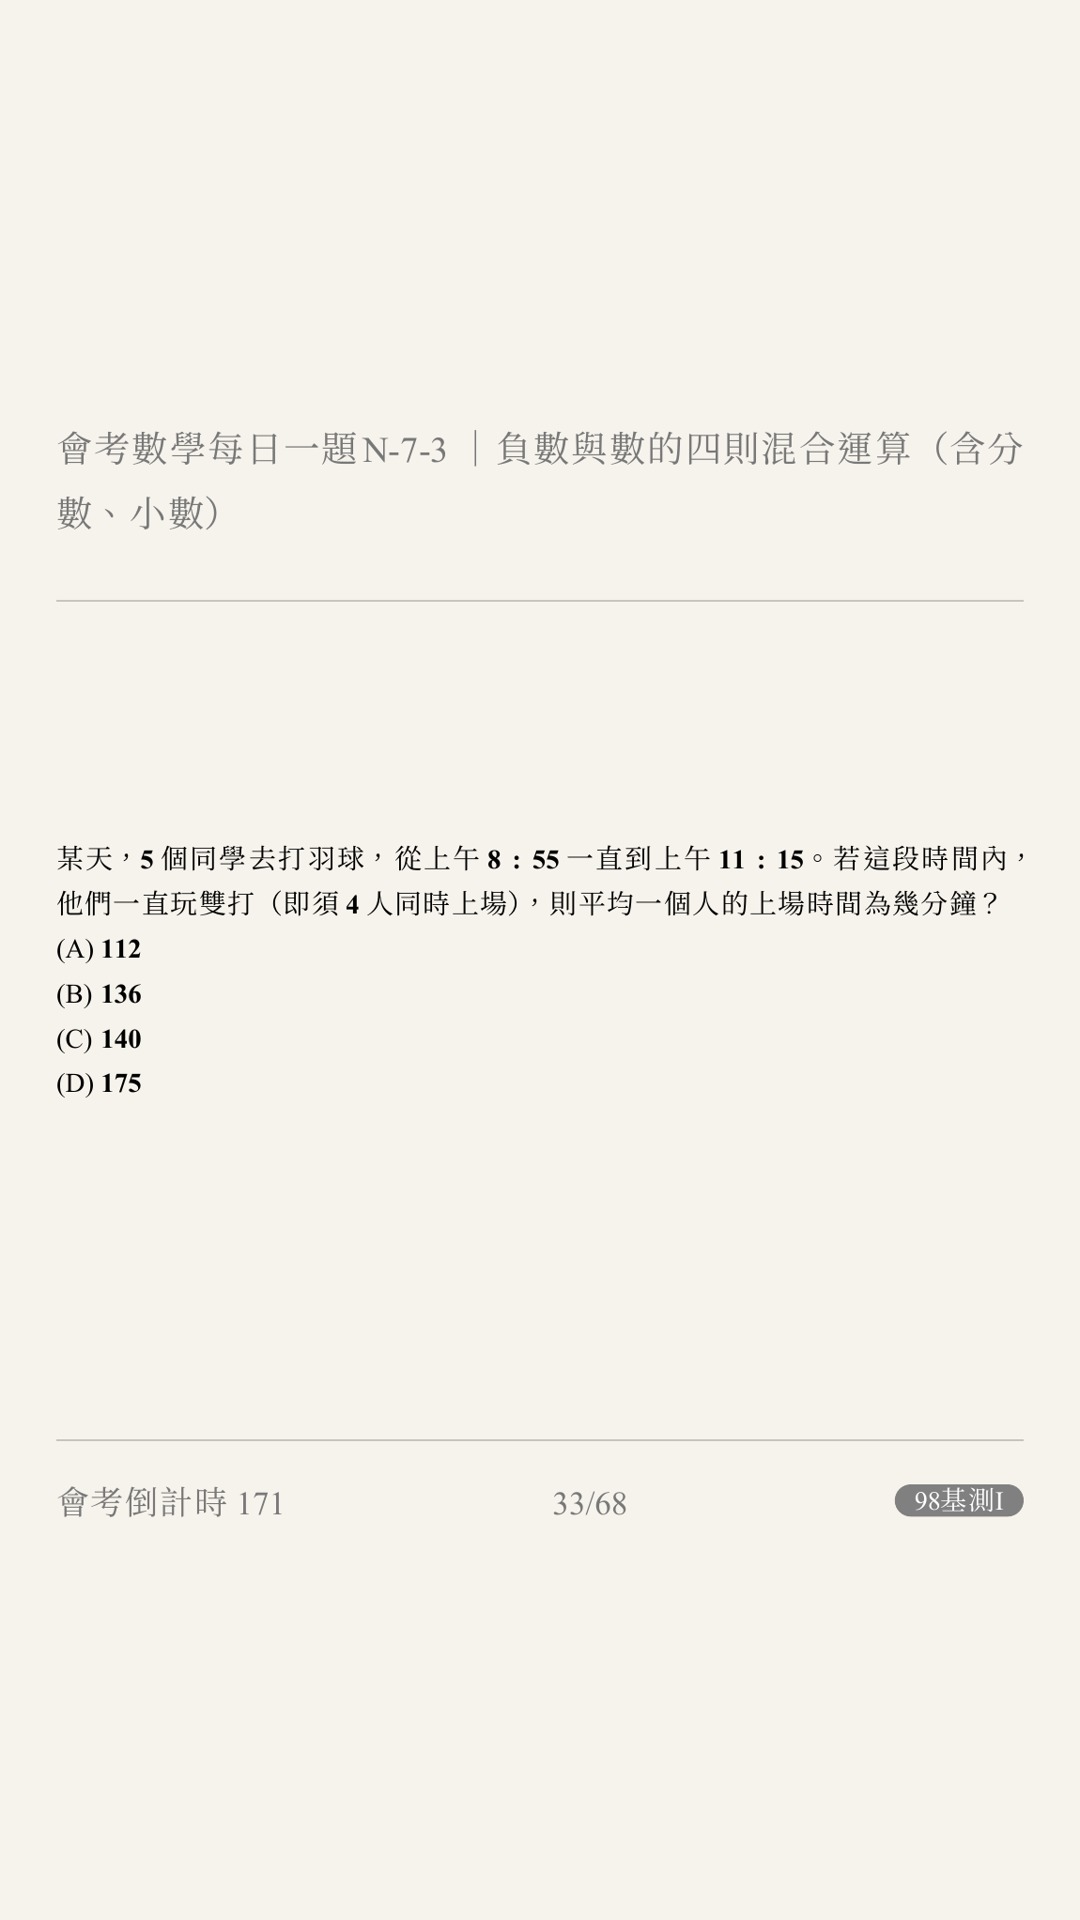 會考數學每日一題N-7-3 ｜負數與數的四則混合運算（含分
數、小數）
某天，5 個同學去打羽球，從上午 8：55 一直到上午 11：15。若這段時間內，
他們一直玩雙打（即須 4 人同時上場），則平均一個人的上場時間為幾分鐘？
(A) 112
(B) 136
(C) 140
(D) 175
會考倒計時 171
33/68
98基測I